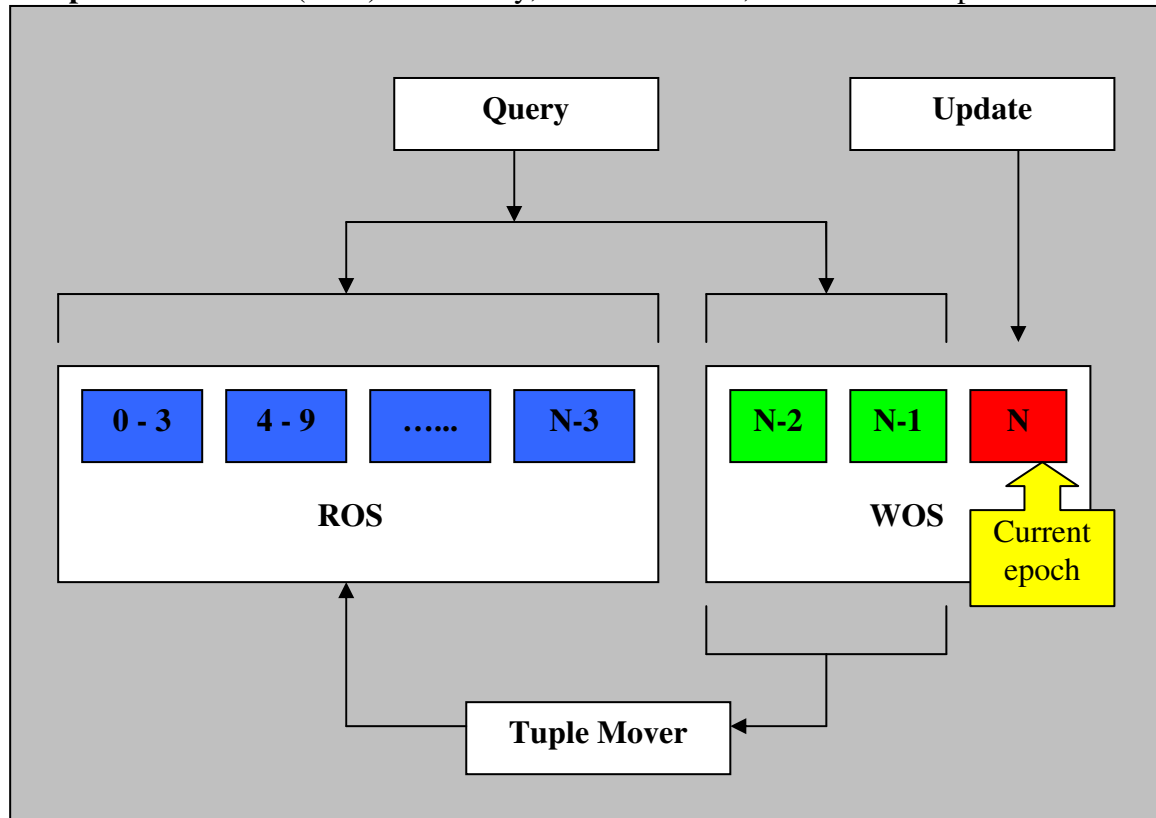 Query
Update
0 - 3
4 - 9
…...
N-3
N-2
N-1
N
ROS
WOS
Current
epoch
Tuple Mover